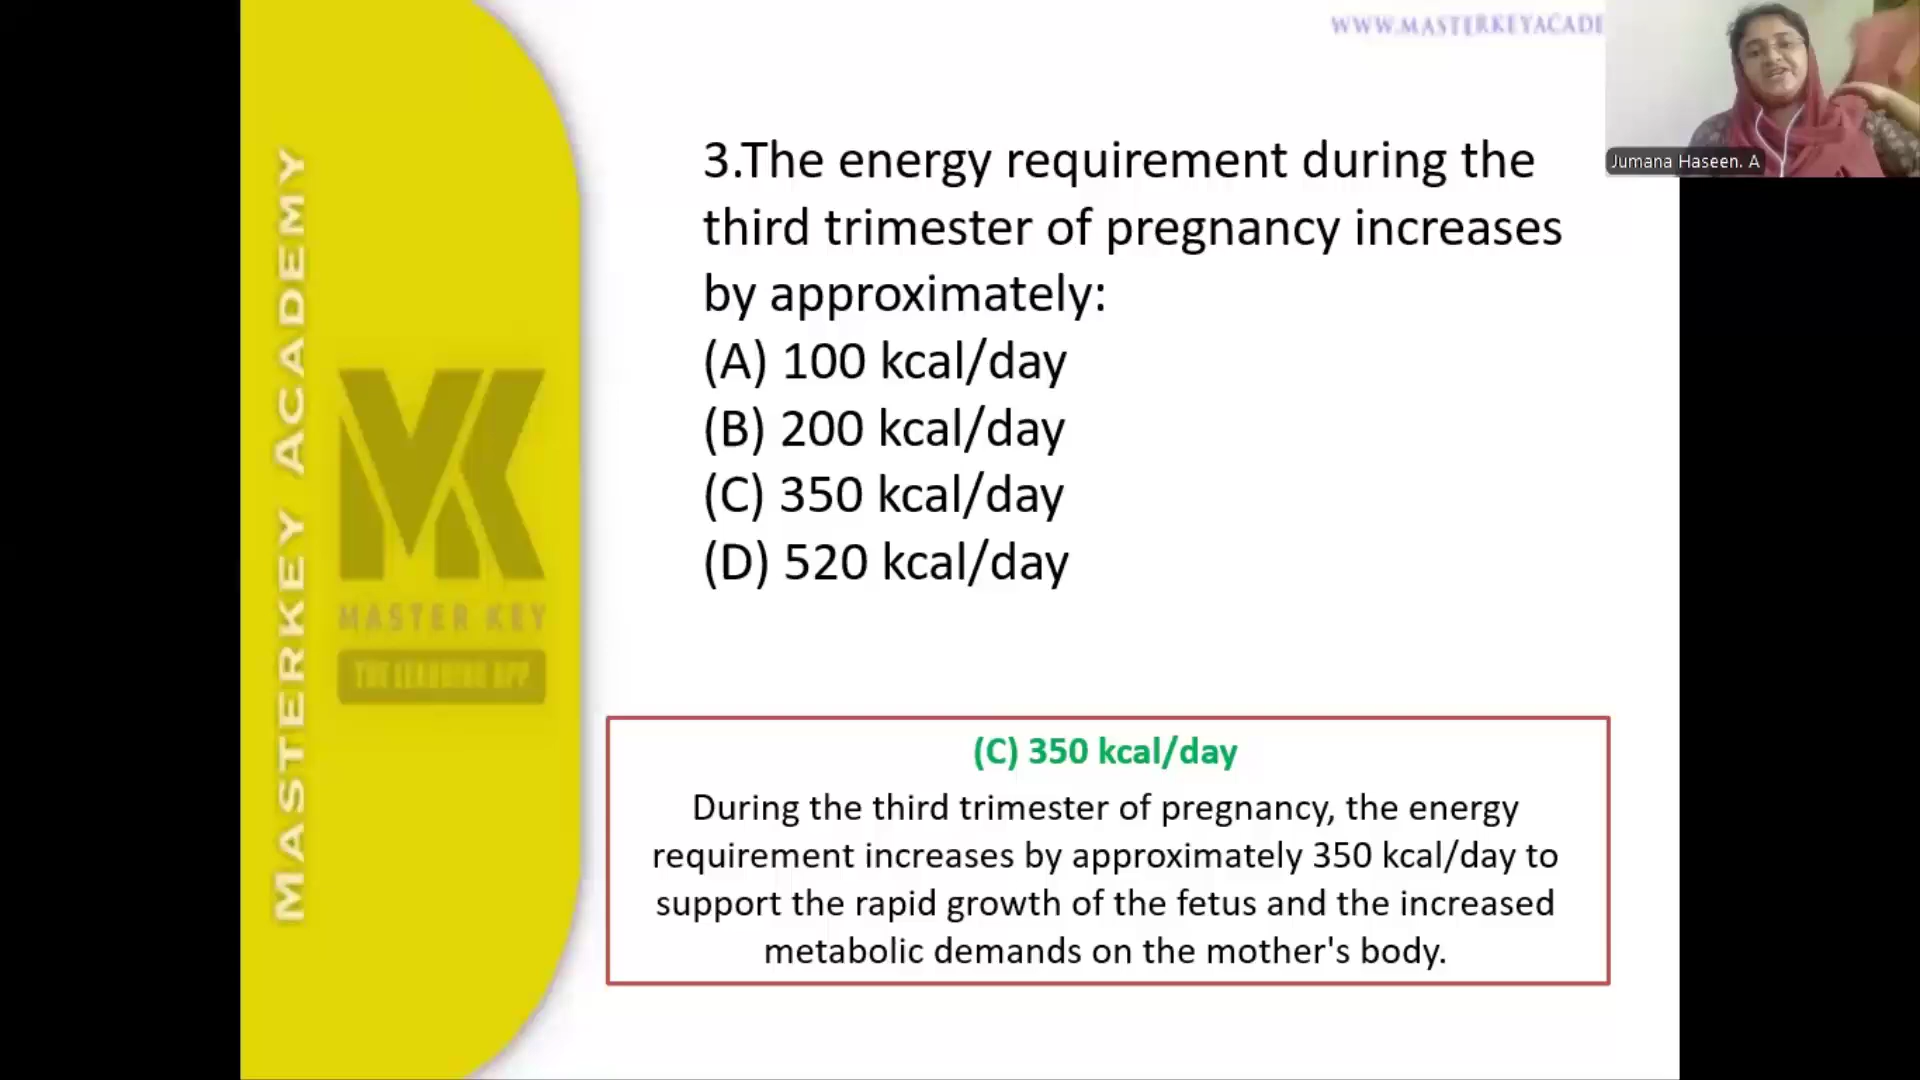 WWW.MASTERKEYACADE
Jumana Haseen. A
MASTERKEY ACADEMY
MASTER KEY
THE LEARNING APP
3.The energy requirement during the
third trimester of pregnancy increases
by approximately:
(A) 100 kcal/day
(B) 200 kcal/day
(C) 350 kcal/day
(D) 520 kcal/day
(C) 350 kcal/day
During the third trimester of pregnancy, the energy
requirement increases by approximately 350 kcal/day to
support the rapid growth of the fetus and the increased
metabolic demands on the mother's body.